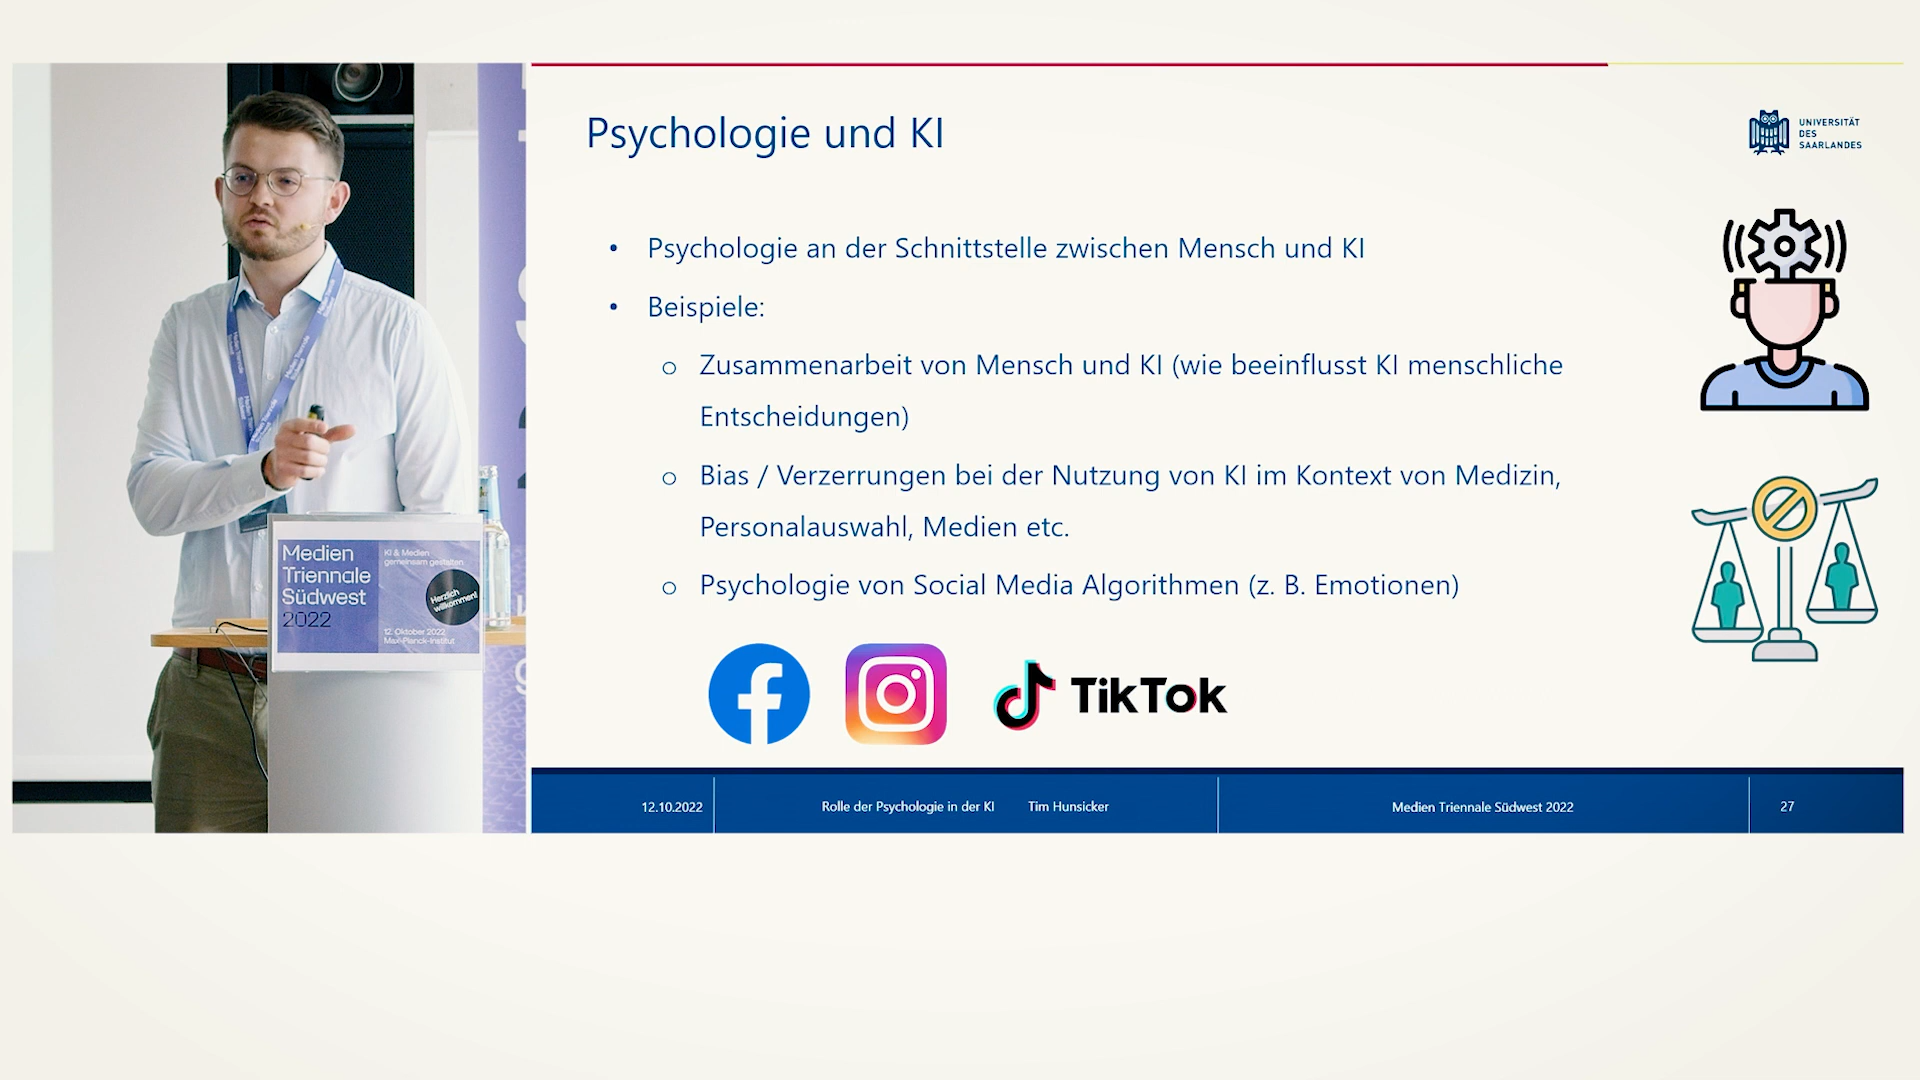 Psychologie und KI
UNIVERSITÄT
DES
SAARLANDES
• Psychologie an der Schnittstelle zwischen Mensch und KI
• Beispiele:
o Zusammenarbeit von Mensch und KI (wie beeinflusst KI menschliche
Entscheidungen)
o Bias / Verzerrungen bei der Nutzung von KI im Kontext von Medizin,
Personalauswahl, Medien etc.
o Psychologie von Social Media Algorithmen (z. B. Emotionen)
TikTok
12.10.2022
Rolle der Psychologie in der KI Tim Hunsicker
Medien Triennale Südwest 2022
27
Medien
Triennale
Südwest
2022
KI & Medien
gemeinsam gestalten
Herzlich
willkommen!
12. Oktober 2022
Max-Planck-Institut